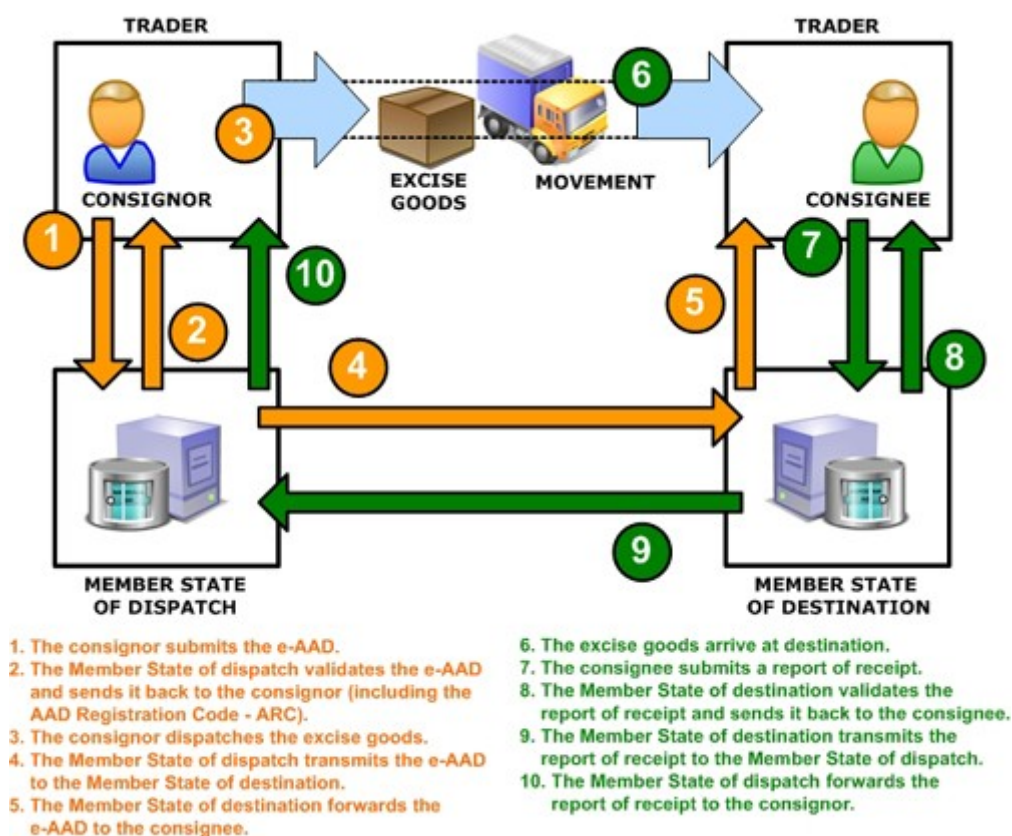 TRADER
TRADER
6
3
EXCISE
GOODS
MOVEMENT
CONSIGNOR
CONSIGNEE
1
2
10
5
7
8
4
9
MEMBER STATE
OF DISPATCH
MEMBER STATE
OF DESTINATION
1. The consignor submits the e-AAD.
2. The Member State of dispatch validates the e-AAD
and sends it back to the consignor (including the
AAD Registration Code - ARC).
3. The consignor dispatches the excise goods.
4. The Member State of dispatch transmits the e-AAD
to the Member State of destination.
5. The Member State of destination forwards the
e-AAD to the consignee.
6. The excise goods arrive at destination.
7. The consignee submits a report of receipt.
8. The Member State of destination validates the
report of receipt and sends it back to the consignee.
9. The Member State of destination transmits the
report of receipt to the Member State of dispatch.
10. The Member State of dispatch forwards the
report of receipt to the consignor.